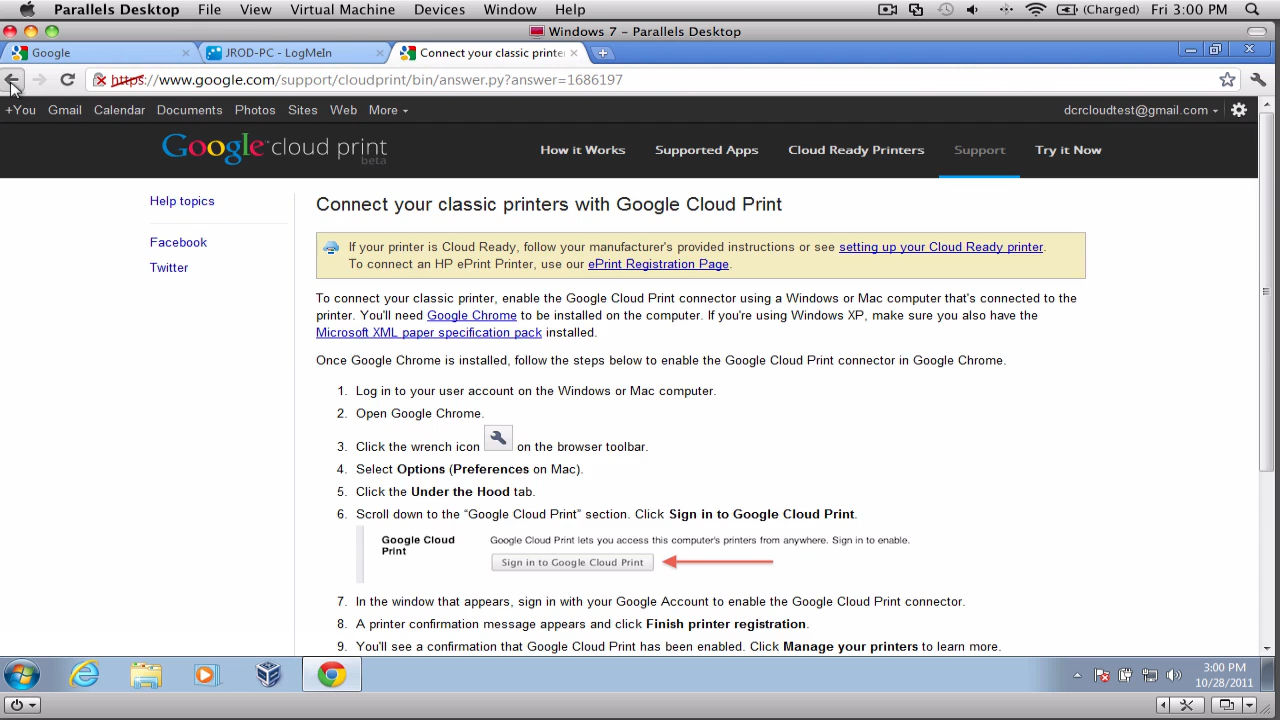 Parallels Desktop File View Virtual Machine Devices Window Help (Charged) Fri 3:00 PM
Windows 7 - Parallels Desktop
Google JROD-PC - LogMeIn Connect your classic printe
https://www.google.com/support/cloudprint/bin/answer.py?answer=1686197
+You Gmail Calendar Documents Photos Sites Web More dcrcloudtest@gmail.com
Google cloud print beta How it Works Supported Apps Cloud Ready Printers Support Try it Now
Help topics
Facebook
Twitter
Connect your classic printers with Google Cloud Print
If your printer is Cloud Ready, follow your manufacturer's provided instructions or see setting up your Cloud Ready printer.
To connect an HP ePrint Printer, use our ePrint Registration Page.
To connect your classic printer, enable the Google Cloud Print connector using a Windows or Mac computer that's connected to the
printer. You'll need Google Chrome to be installed on the computer. If you're using Windows XP, make sure you also have the
Microsoft XML paper specification pack installed.
Once Google Chrome is installed, follow the steps below to enable the Google Cloud Print connector in Google Chrome.
1. Log in to your user account on the Windows or Mac computer.
2. Open Google Chrome.
3. Click the wrench icon on the browser toolbar.
4. Select Options (Preferences on Mac).
5. Click the Under the Hood tab.
6. Scroll down to the “Google Cloud Print” section. Click Sign in to Google Cloud Print.
Google Cloud Google Cloud Print lets you access this computer's printers from anywhere. Sign in to enable.
Print
Sign in to Google Cloud Print
7. In the window that appears, sign in with your Google Account to enable the Google Cloud Print connector.
8. A printer confirmation message appears and click Finish printer registration.
9. You'll see a confirmation that Google Cloud Print has been enabled. Click Manage your printers to learn more.
3:00 PM
10/28/2011